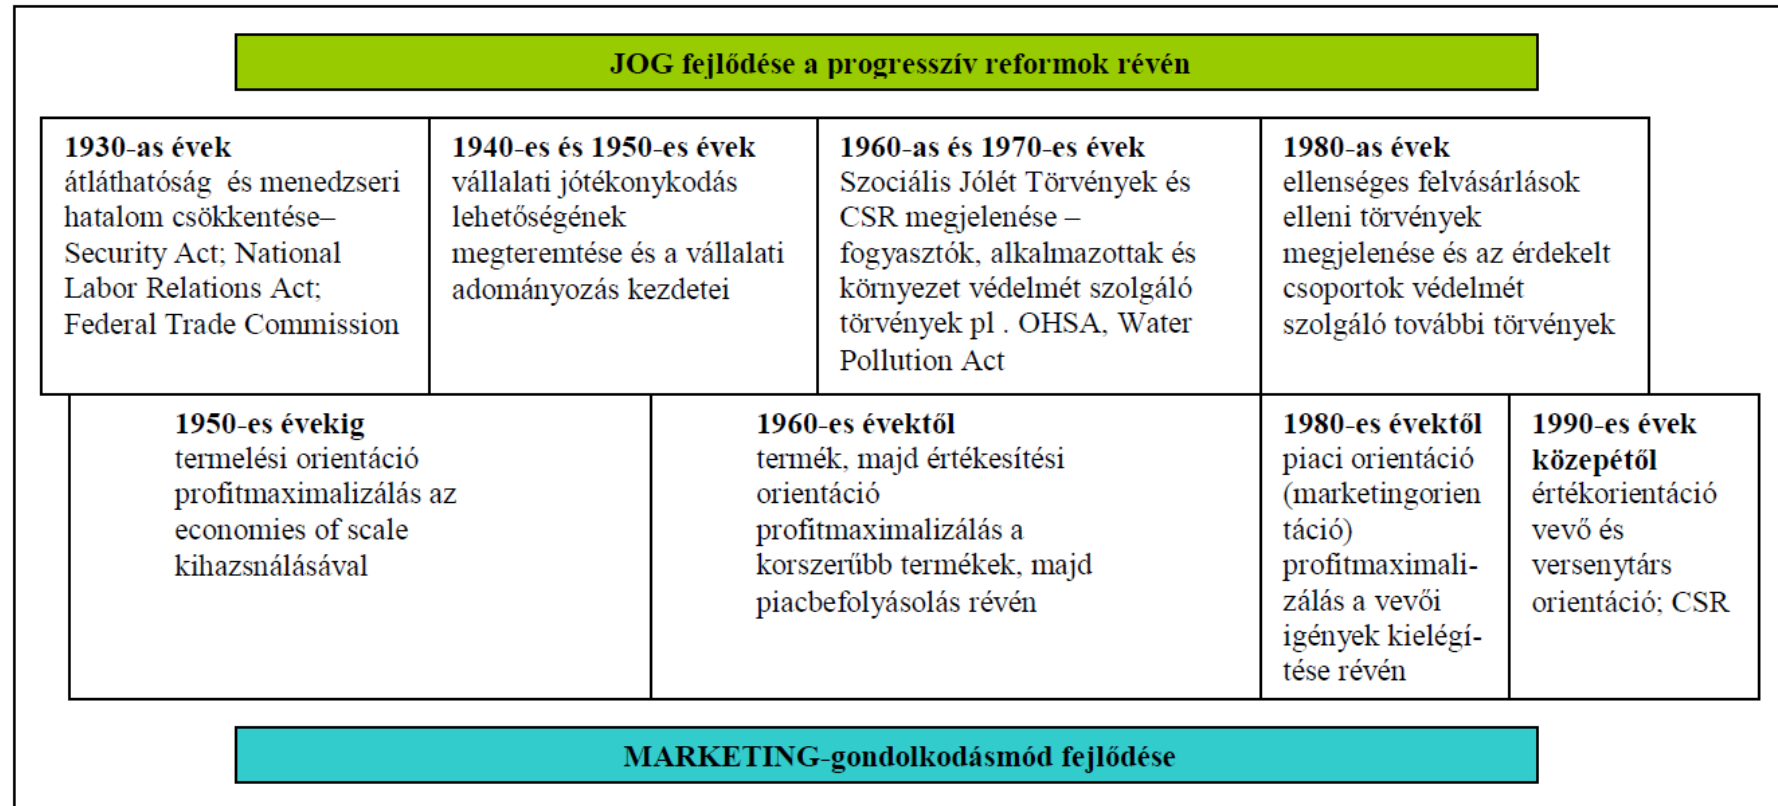 JOG fejlődése a progresszív reformok révén
1930-as évek
átláthatóság és menedzseri
hatalom csökkentése–
Security Act; National
Labor Relations Act;
Federal Trade Commission
1940-es és 1950-es évek
vállalati jótékonykodás
lehetőségének
megteremtése és a vállalati
adományozás kezdetei
1960-as és 1970-es évek
Szociális Jólét Törvények és
CSR megjelenése –
fogyasztók, alkalmazottak és
környezet védelmét szolgáló
törvények pl . OHSA, Water
Pollution Act
1980-as évek
ellenséges felvásárlások
elleni törvények
megjelenése és az érdekelt
csoportok védelmét
szolgáló további törvények
1950-es évekig
termelési orientáció
profitmaximalizálás az
economies of scale
kihazsnálásával
1960-es évektől
termék, majd értékesítési
orientáció
profitmaximalizálás a
korszerűbb termékek, majd
piacbefolyásolás révén
1980-es évektől
piaci orientáció
(marketingorien
táció)
profitmaximali-
zálás a vevői
igények kielégí-
tése révén
1990-es évek
közepétől
értékorientáció
vevő és
versenytárs
orientáció; CSR
MARKETING-gondolkodásmód fejlődése